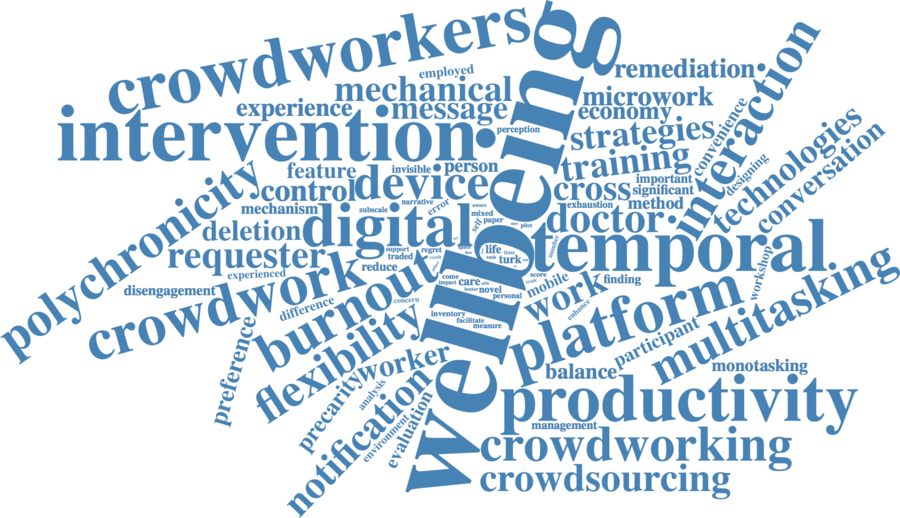 crowdworkers
wellbeing
employed
mechanical
remediation
interaction
experience
message
microwork
economy
intervention
perception
strategies
convenience
feature
invisible
person
training
technologies
conversation
control
device
cross
important
significant
designing
polychronicity
mechanism
subscale
narrative
error
aware
mixed
paper
self
pilot
exhaustion
method
deletion
digital
doctor
temporal
requester
support
traded
regret
life
task
time
turk
number
experienced
reduce
crowdwork
come
impact
care
novel
personal
score
mobile
finding
workshop
disengagement
difference
concern
burnout
inventory
facilitate
measure
work
enhance
platform
multitasking
flexibility
preference
worker
participant
balance
monotasking
precarity
analysis
notification
environment
evaluation
productivity
management
crowdworking
crowdsourcing